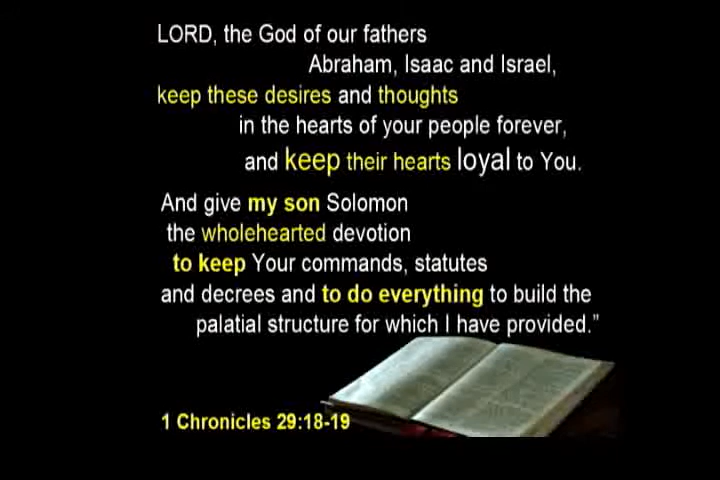 LORD, the God of our fathers
Abraham, Isaac and Israel,
keep these desires and thoughts
in the hearts of your people forever,
and keep their hearts loyal to You.
And give my son Solomon
the wholehearted devotion
to keep Your commands, statutes
and decrees and to do everything to build the
palatial structure for which I have provided.”
1 Chronicles 29:18-19